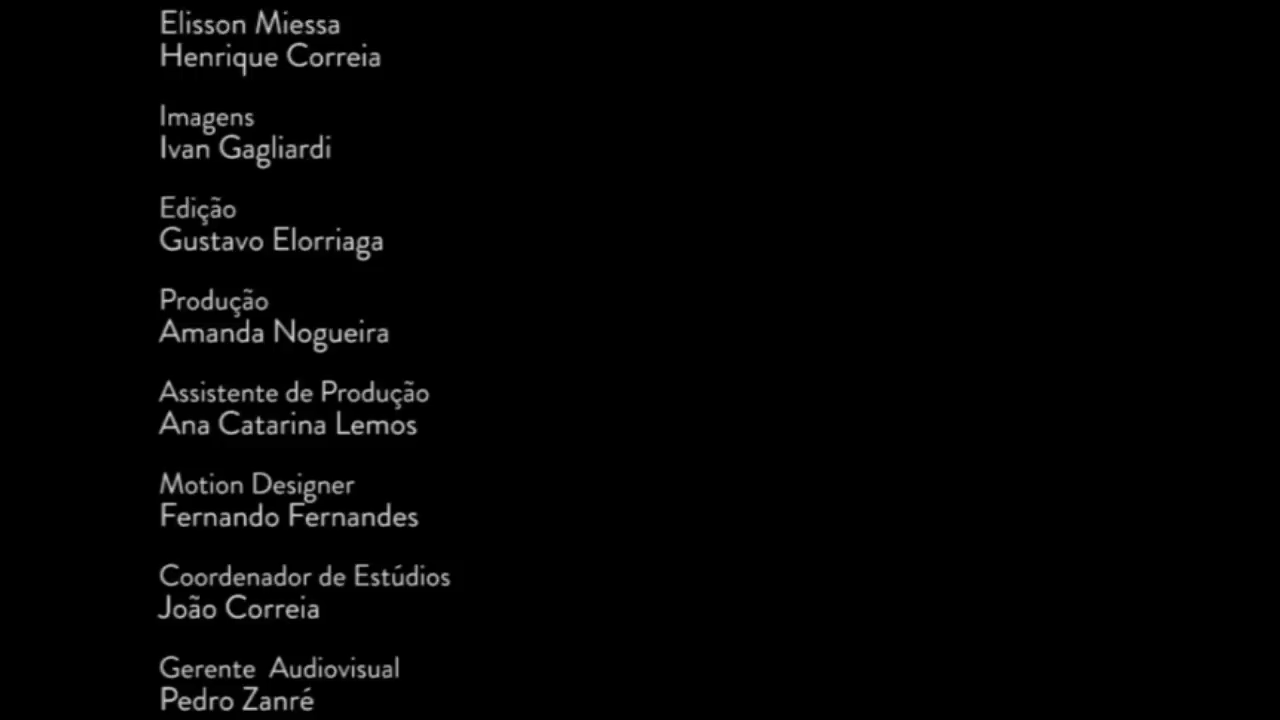 Elisson Miessa
Henrique Correia
Imagens
Ivan Gagliardi
Edição
Gustavo Elorriaga
Produção
Amanda Nogueira
Assistente de Produção
Ana Catarina Lemos
Motion Designer
Fernando Fernandes
Coordenador de Estúdios
João Correia
Gerente Audiovisual
Pedro Zanré